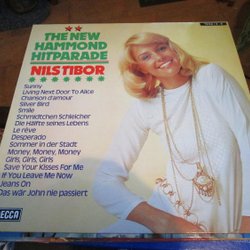 THE NEW
HAMMOND
HITPARADE
NILS TIBOR
Sunny
Living Next Door To Alice
Chanson d'amour
Silver Bird
Smile
Schmidtchen Schleicher
Die Hälfte seines Lebens
Le rêve
Desperado
Sommer in der Stadt
Money, Money, Money
Girls, Girls, Girls
Save Your Kisses For Me
If You Leave Me Now
Jeans On
Das wär John nie passiert
DECCA